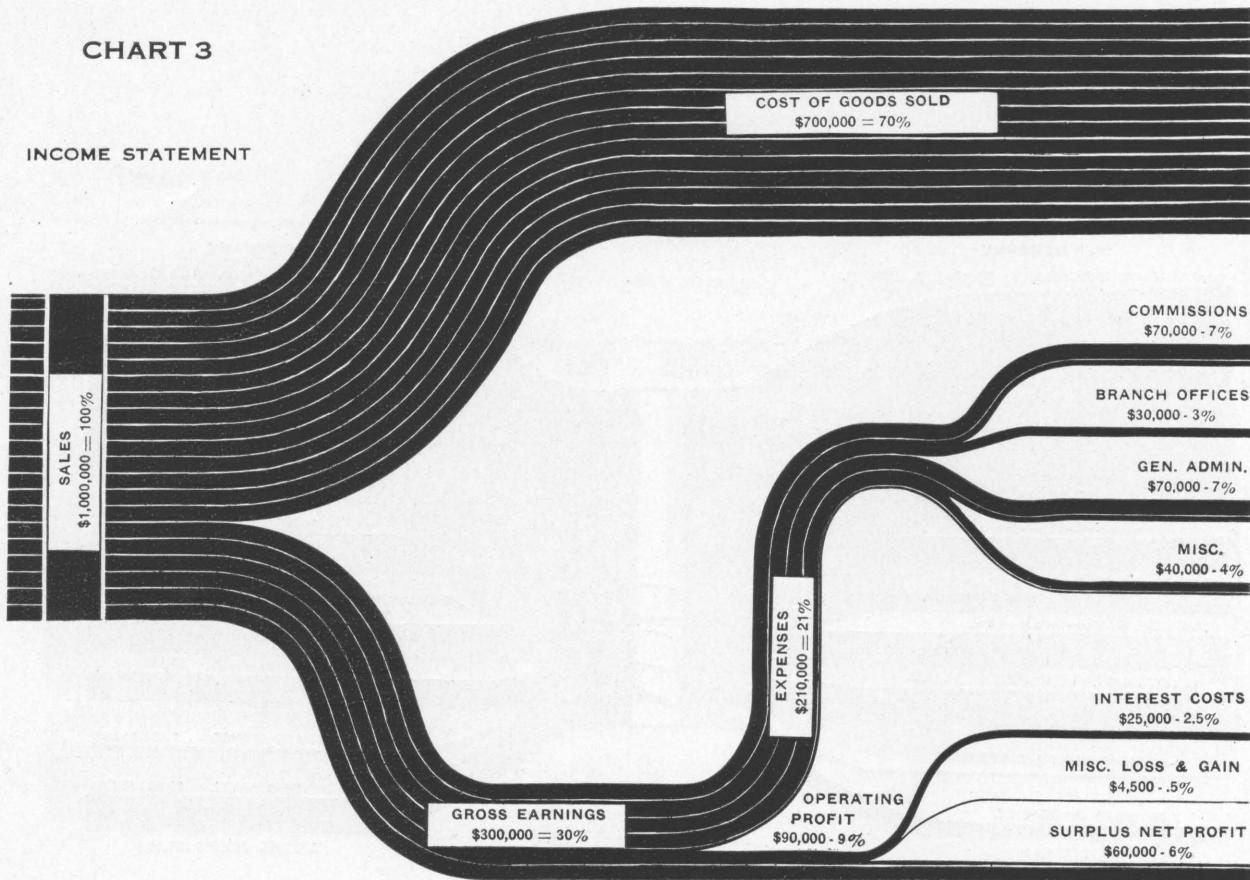 CHART 3
INCOME STATEMENT
COST OF GOODS SOLD
$700,000 = 70%
SALES
$1,000,000 = 100%
COMMISSIONS
$70,000 - 7%
BRANCH OFFICES
$30,000 - 3%
GEN. ADMIN.
$70,000 - 7%
MISC.
$40,000 - 4%
EXPENSES
$210,000 = 21%
INTEREST COSTS
$25,000 - 2.5%
MISC. LOSS & GAIN
$4,500 - .5%
OPERATING
PROFIT
$90,000 - 9%
GROSS EARNINGS
$300,000 = 30%
SURPLUS NET PROFIT
$60,000 - 6%